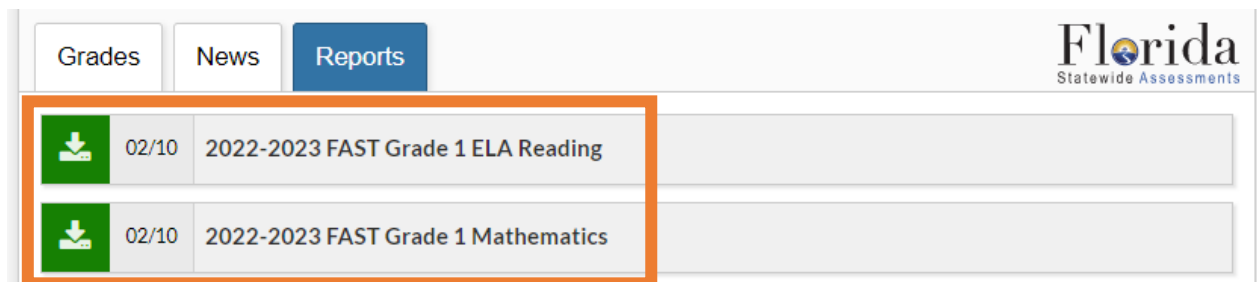 Grades News Reports
Florida
Statewide Assessments
02/10 2022-2023 FAST Grade 1 ELA Reading
02/10 2022-2023 FAST Grade 1 Mathematics